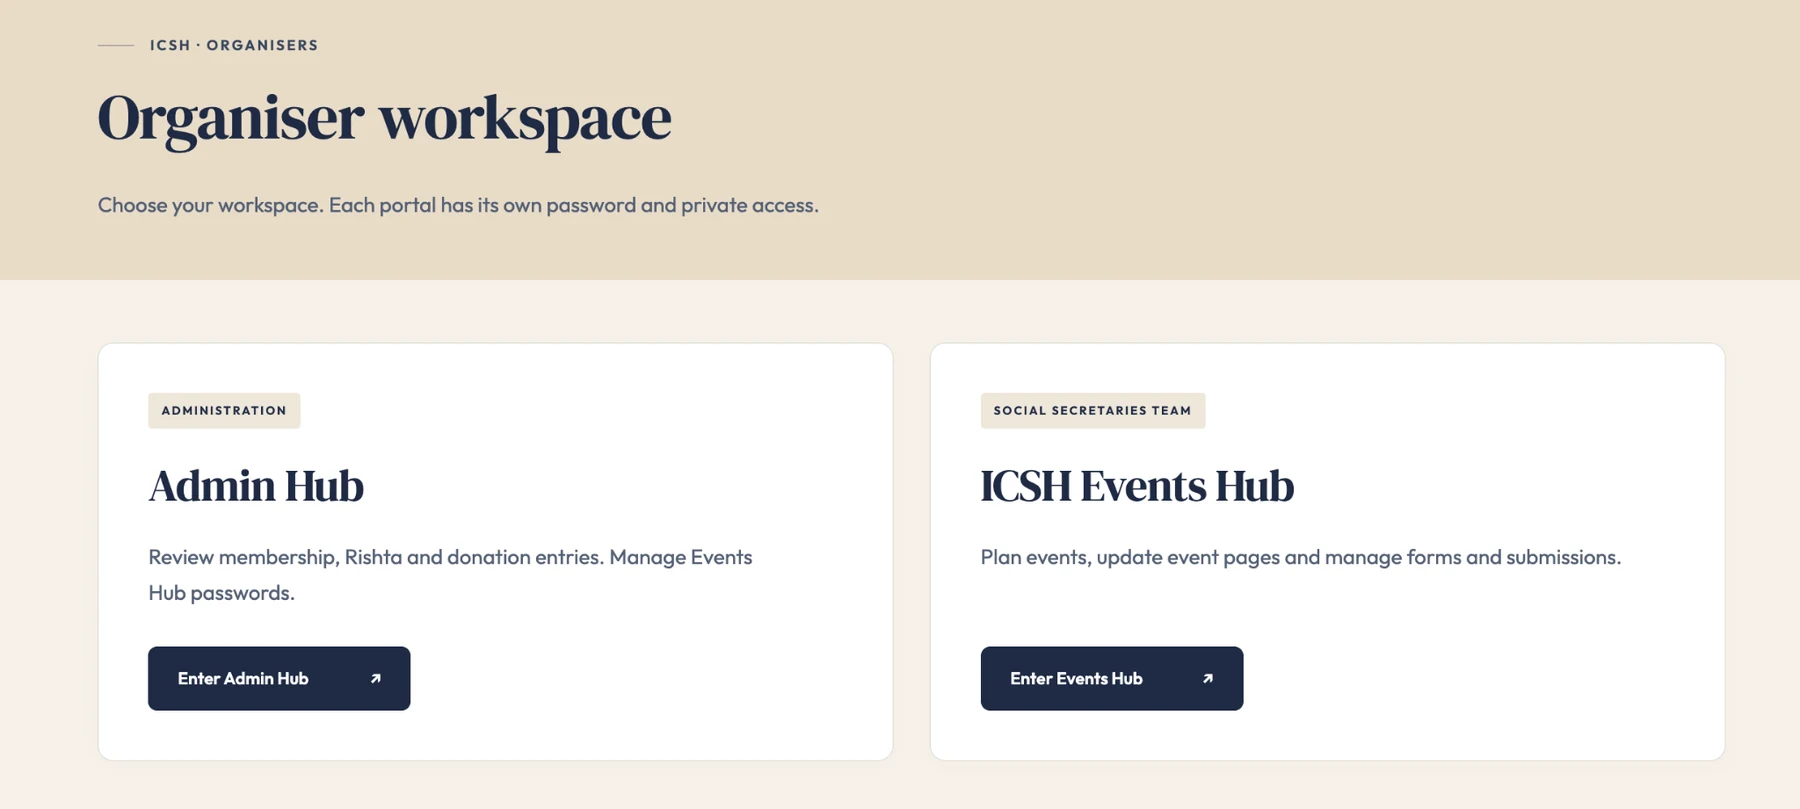 ICSH · ORGANISERS
Organiser workspace
Choose your workspace. Each portal has its own password and private access.
ADMINISTRATION
Admin Hub
Review membership, Rishta and donation entries. Manage Events
Hub passwords.
Enter Admin Hub ↗
SOCIAL SECRETARIES TEAM
ICSH Events Hub
Plan events, update event pages and manage forms and submissions.
Enter Events Hub ↗